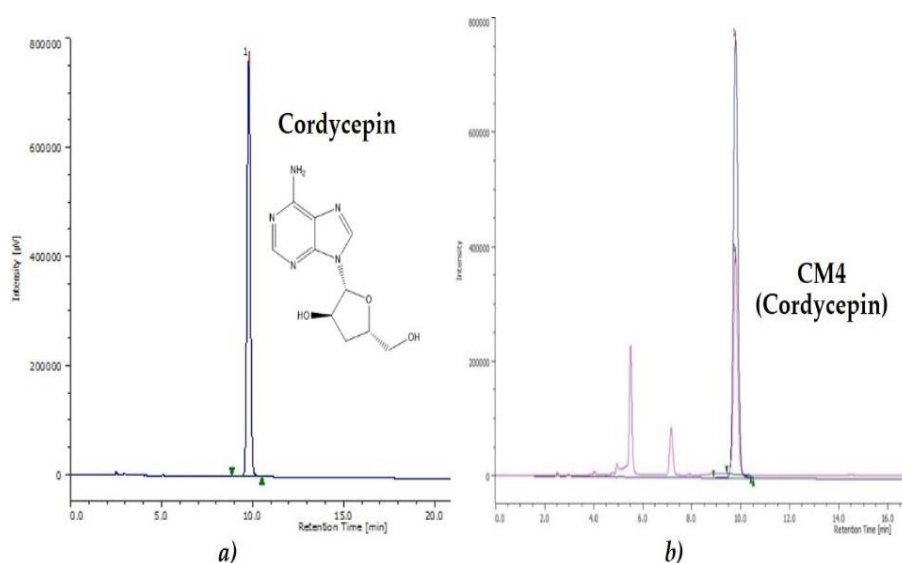 800000
600000
400000
200000
0
Intensity [µV]
1
Cordycepin
NH₂
N
N
N
N
O
HO
OH
0.0
5.0
10.0
15.0
20.0
Retention Time [min]
a)
800000
600000
400000
200000
0
Intensity
CM4
(Cordycepin)
0.0
2.0
4.0
6.0
8.0
10.0
12.0
14.0
16.0
Retention Time [min]
b)